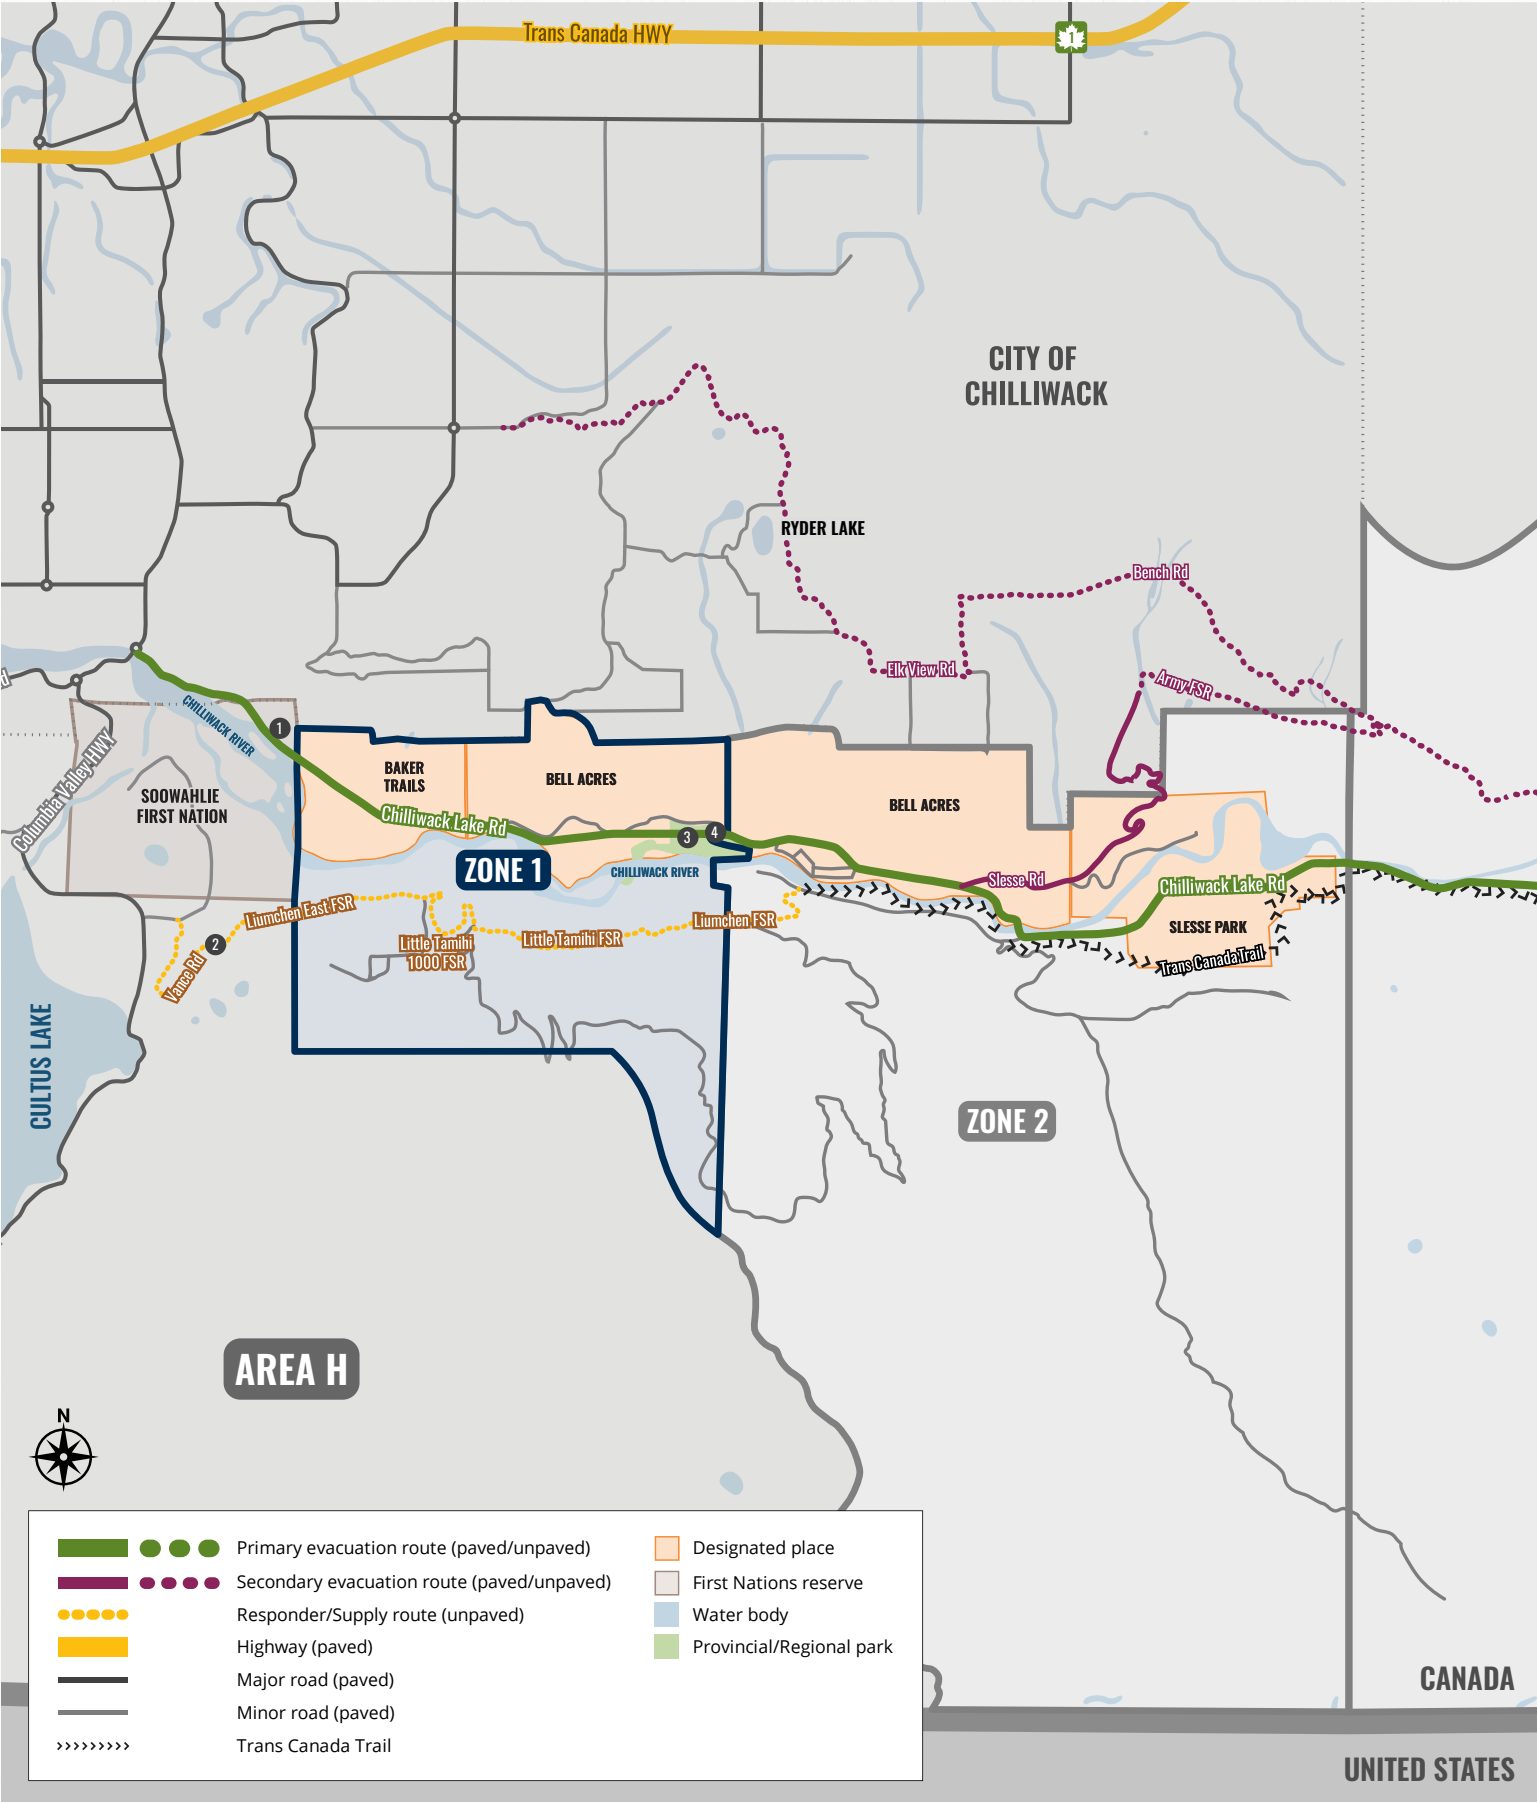 Trans Canada HWY
1
CITY OF
CHILLIWACK
RYDER LAKE
Bench Rd
Elk View Rd
Army FSR
CHILLIWACK RIVER
1
Columbia Valley HWY
SOOWAHLIE
FIRST NATION
BAKER
TRAILS
BELL ACRES
BELL ACRES
Chilliwack Lake Rd
3
4
ZONE 1
CHILLIWACK RIVER
Slesse Rd
Chilliwack Lake Rd
SLESSE PARK
Trans Canada Trail
Liumchen East FSR
Liumchen FSR
Little Tamihi
1000 FSR
Little Tamihi FSR
2
Vance Rd
CULTUS LAKE
ZONE 2
AREA H
N
Primary evacuation route (paved/unpaved)
Secondary evacuation route (paved/unpaved)
Responder/Supply route (unpaved)
Highway (paved)
Major road (paved)
Minor road (paved)
Trans Canada Trail
Designated place
First Nations reserve
Water body
Provincial/Regional park
CANADA
UNITED STATES